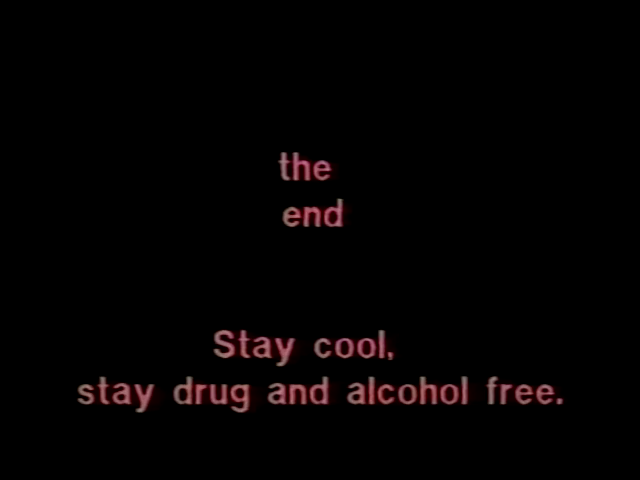 the
end
Stay cool,
stay drug and alcohol free.